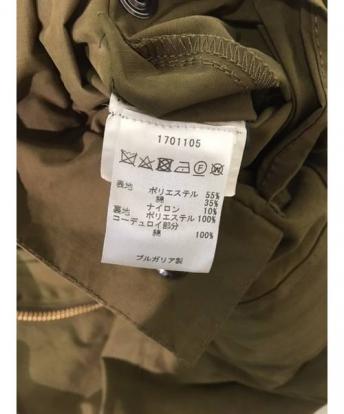 1701105
表地 ポリエステル 55%
綿 35%
ナイロン 10%
裏地 ポリエステル 100%
コーデュロイ部分
綿 100%
ブルガリア製